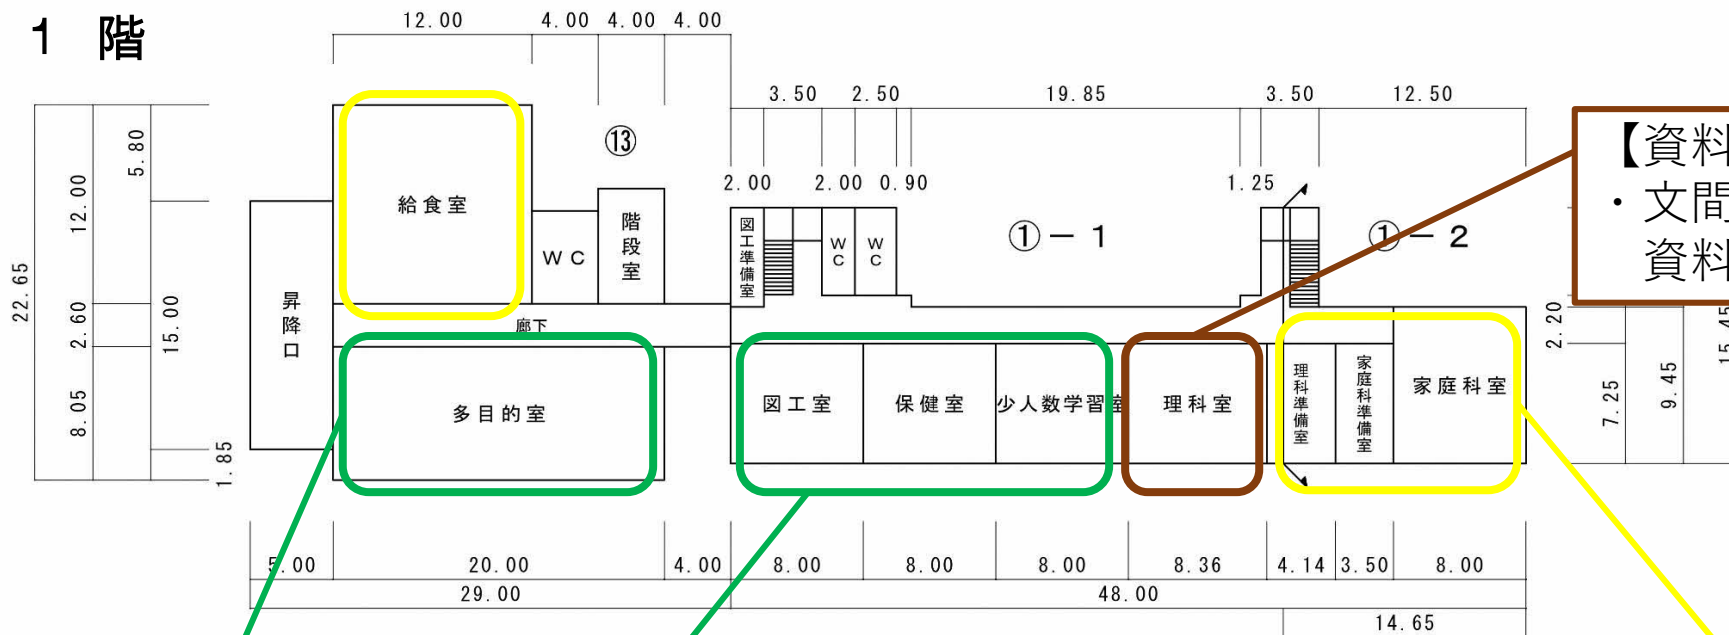 1 階
12.00 4.00 4.00 4.00
3.50 2.50 19.85 3.50 12.50
2.00 2.00 0.90 1.25
⑬
①－1
①－2
【資料
・文間
資料
22.65
12.00
2.60
8.05
5.80
15.00
1.85
給食室
WC
階段室
昇降口
廊下
多目的室
図工準備室
WC
WC
図工室
保健室
少人数学習室
理科室
理科準備室
家庭科準備室
家庭科室
2.20
7.25
9.45
15.45
5.00 20.00 4.00 8.00 8.00 8.00 8.36 4.14 3.50 8.00
29.00 48.00
14.65